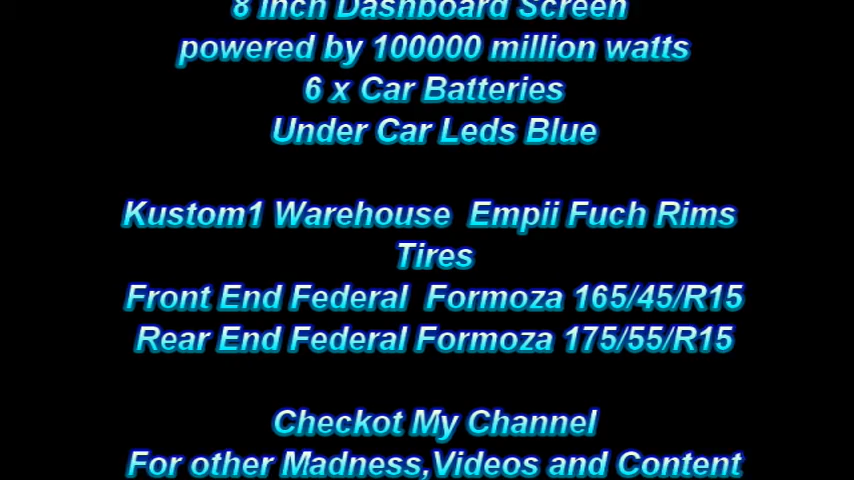 8 Inch Dashboard Screen
powered by 100000 million watts
6 x Car Batteries
Under Car Leds Blue
Kustom1 Warehouse  Empii Fuch Rims
Tires
Front End Federal  Formoza 165/45/R15
Rear End Federal Formoza 175/55/R15
Checkot My Channel
For other Madness,Videos and Content